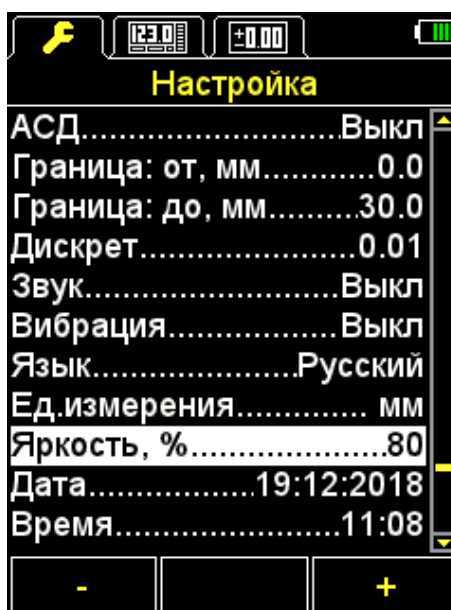 123.0 ±0.00
Настройка
АСД..........................Выкл
Граница: от, мм.............0.0
Граница: до, мм..........30.0
Дискрет......................0.01
Звук..........................Выкл
Вибрация..................Выкл
Язык.....................Русский
Ед.измерения.............. мм
Яркость, %.....................80
Дата.................19:12:2018
Время.......................11:08
- +